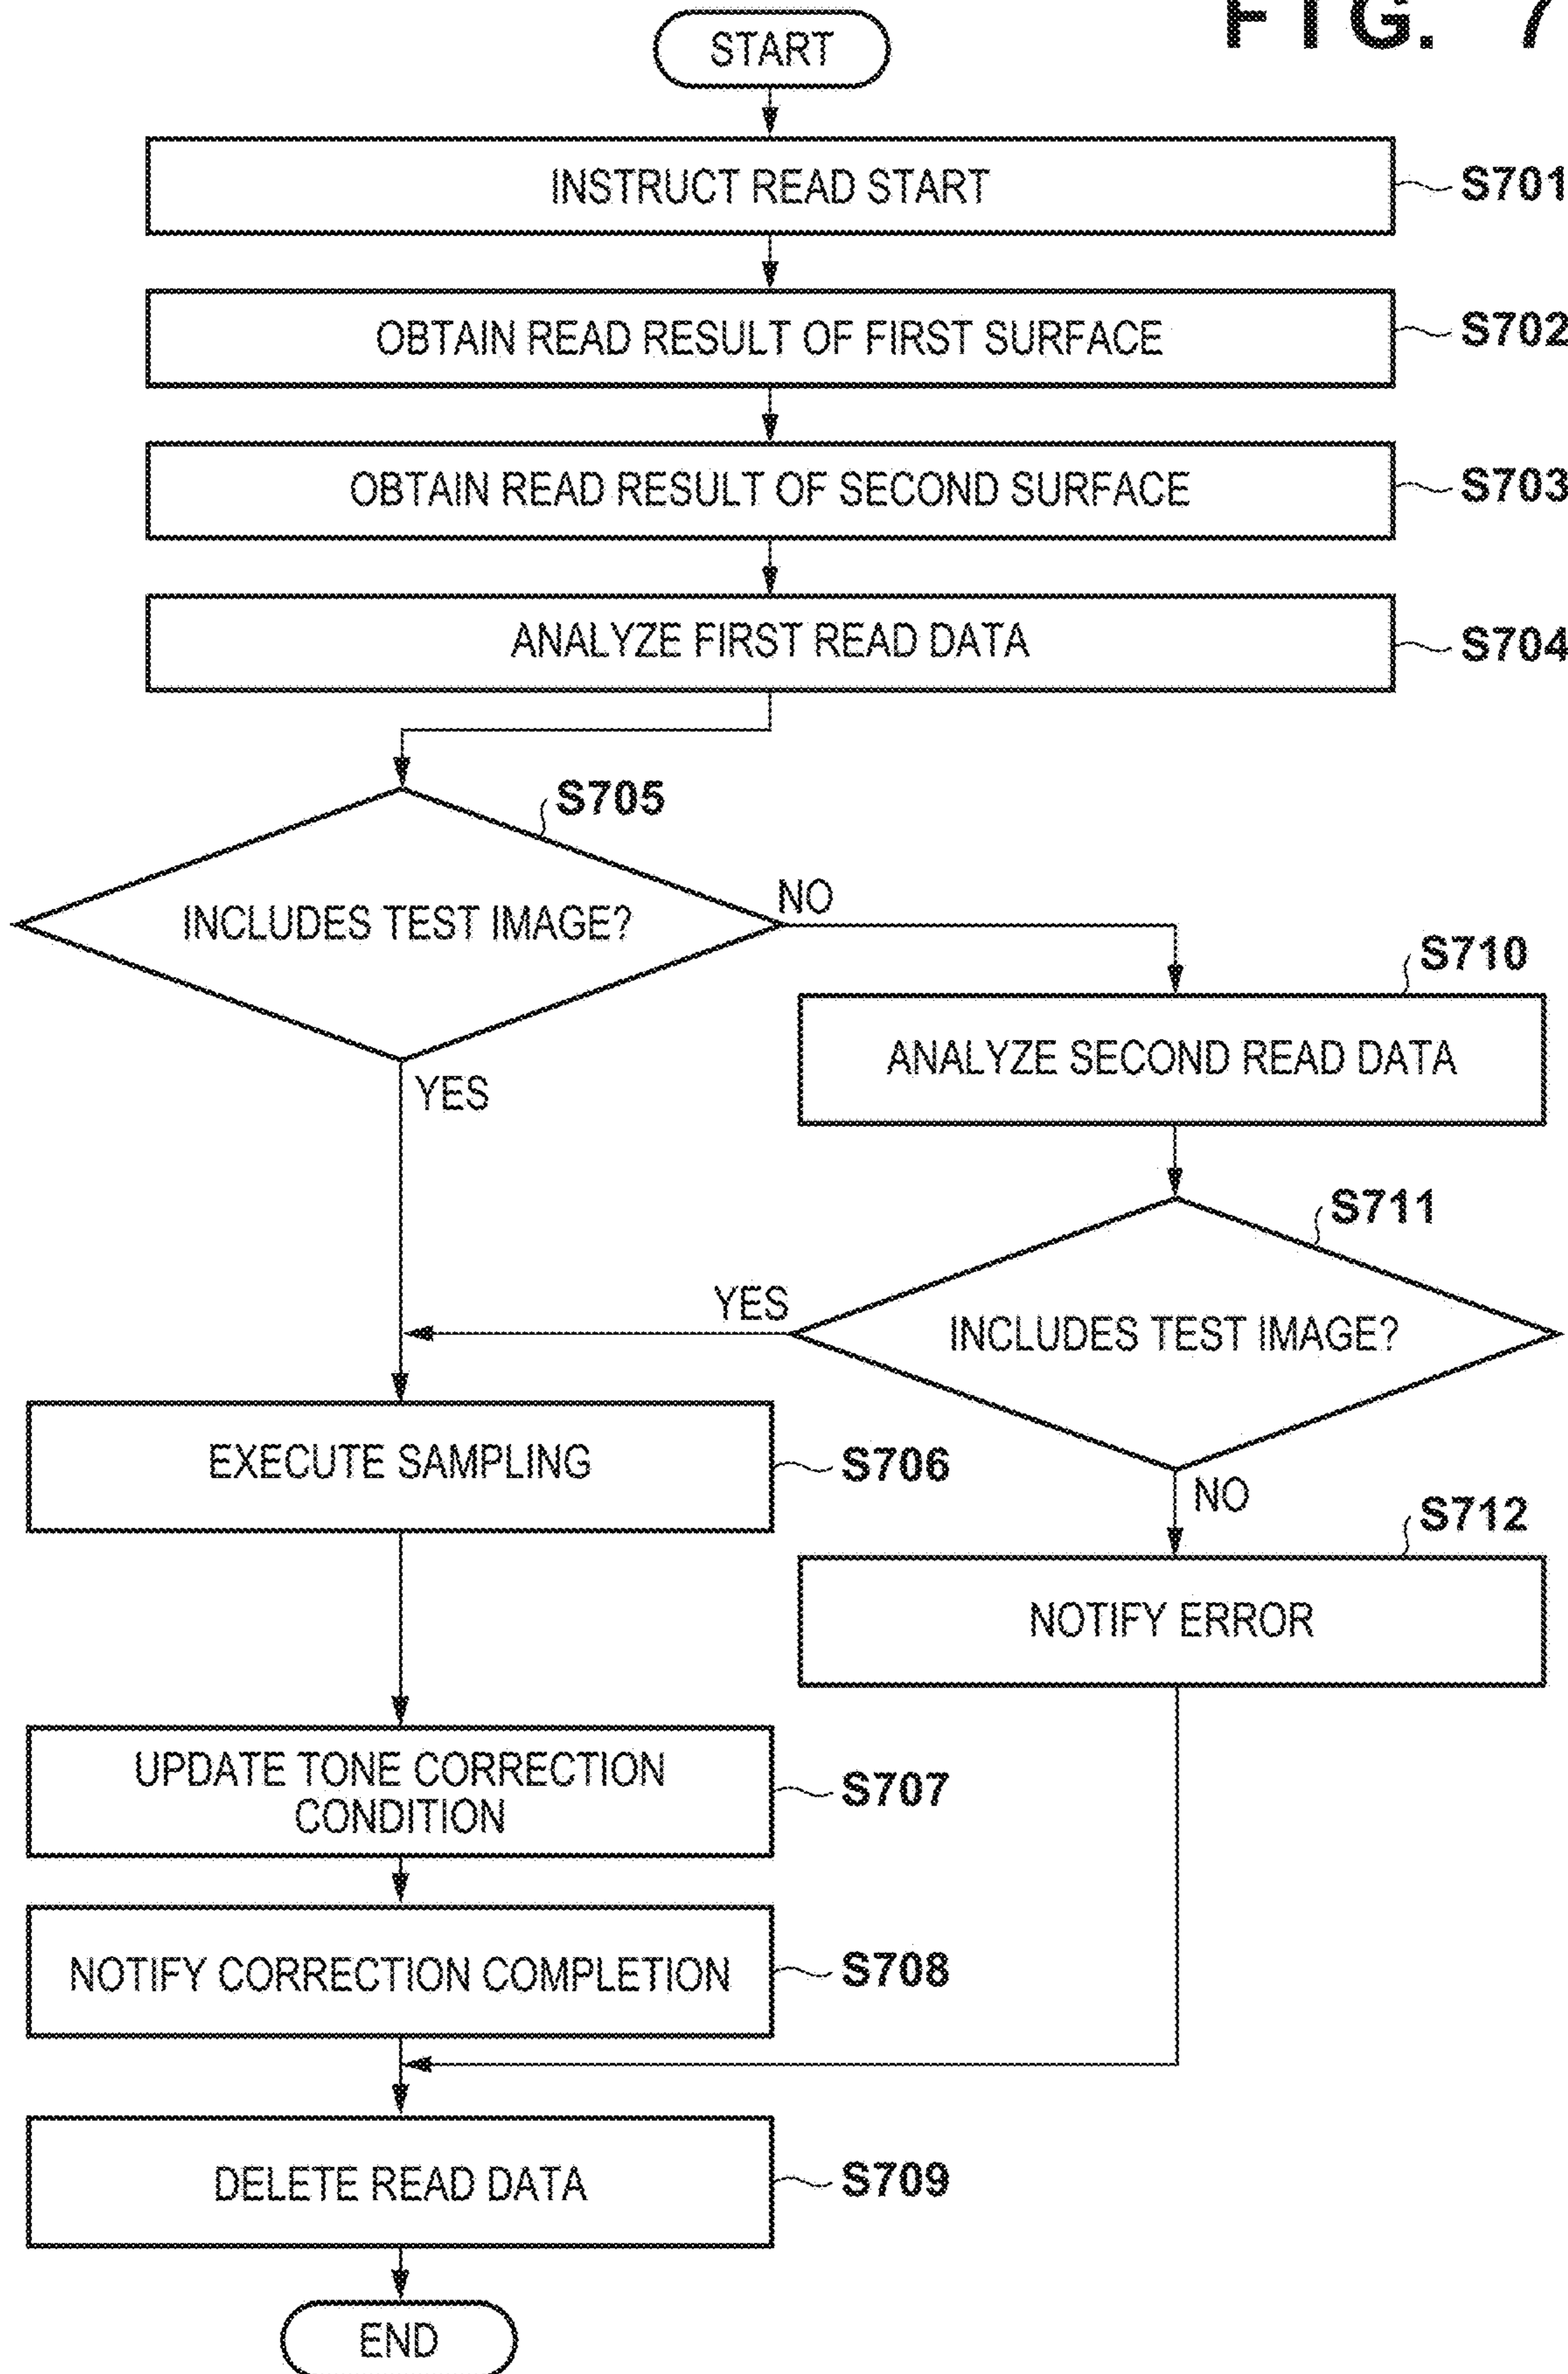 FIG. 7
START
INSTRUCT READ START
S701
OBTAIN READ RESULT OF FIRST SURFACE
S702
OBTAIN READ RESULT OF SECOND SURFACE
S703
ANALYZE FIRST READ DATA
S704
S705
INCLUDES TEST IMAGE?
NO
YES
S710
ANALYZE SECOND READ DATA
S711
INCLUDES TEST IMAGE?
YES
NO
EXECUTE SAMPLING
S706
S712
NOTIFY ERROR
UPDATE TONE CORRECTION
CONDITION
S707
NOTIFY CORRECTION COMPLETION
S708
DELETE READ DATA
S709
END